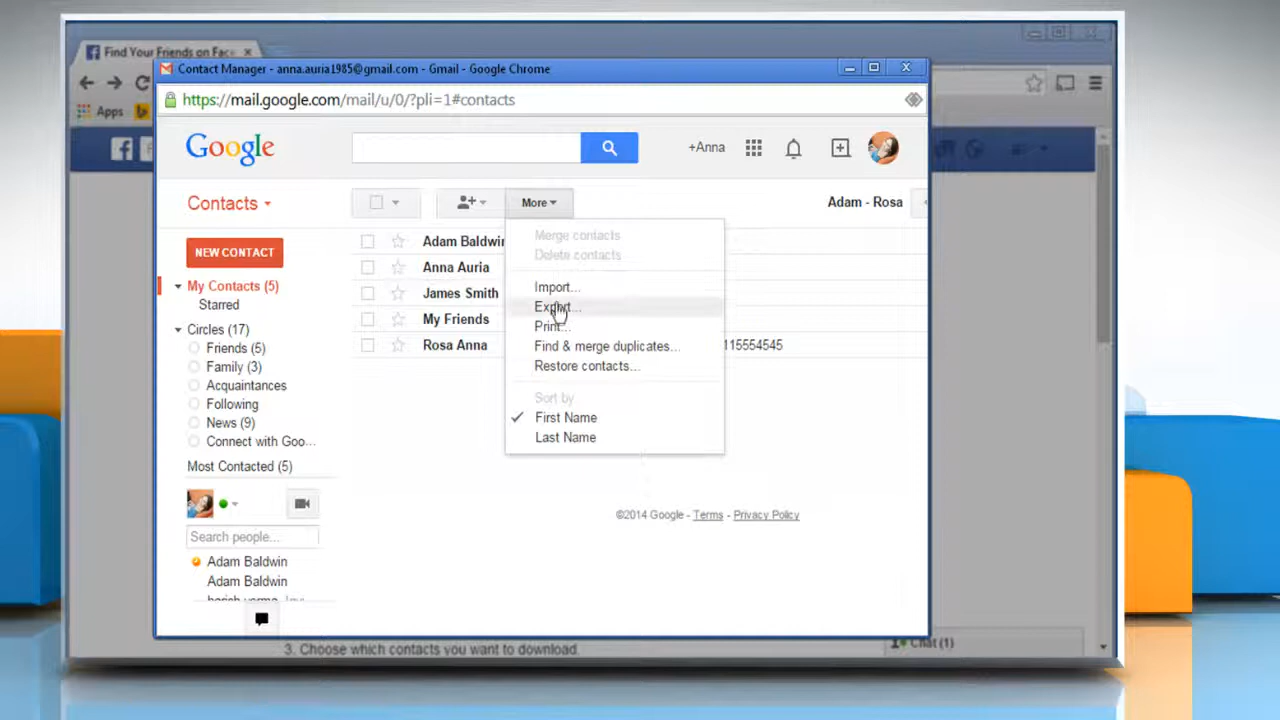 Find Your Friends on Face
Contact Manager - anna.auria1985@gmail.com - Gmail - Google Chrome
Apps
https://mail.google.com/mail/u/0/?pli=1#contacts
Google
+Anna
Contacts
More
Adam - Rosa
NEW CONTACT
My Contacts (5)
Starred
Circles (17)
Friends (5)
Family (3)
Acquaintances
Following
News (9)
Connect with Goo...
Most Contacted (5)
Search people...
Adam Baldwin
Adam Baldwin
Adam Baldwin
Anna Auria
James Smith
My Friends
Rosa Anna
115554545
Merge contacts
Delete contacts
Import...
Export...
Print...
Find & merge duplicates...
Restore contacts...
Sort by
First Name
Last Name
©2014 Google - Terms - Privacy Policy
3. Choose which contacts you want to download.
Chat (1)